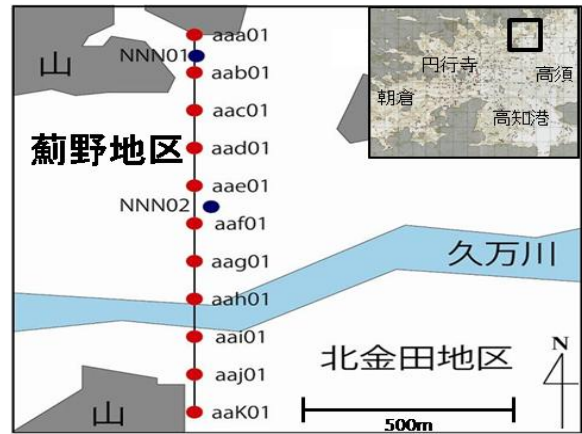 aaa01
NNN01
aab01
山
aac01
薊野地区
aad01
aae01
NNN02
aaf01
aag01
久万川
aah01
aai01
北金田地区
N
aaj01
山
aaK01
500m
円行寺
高須
朝倉
高知港